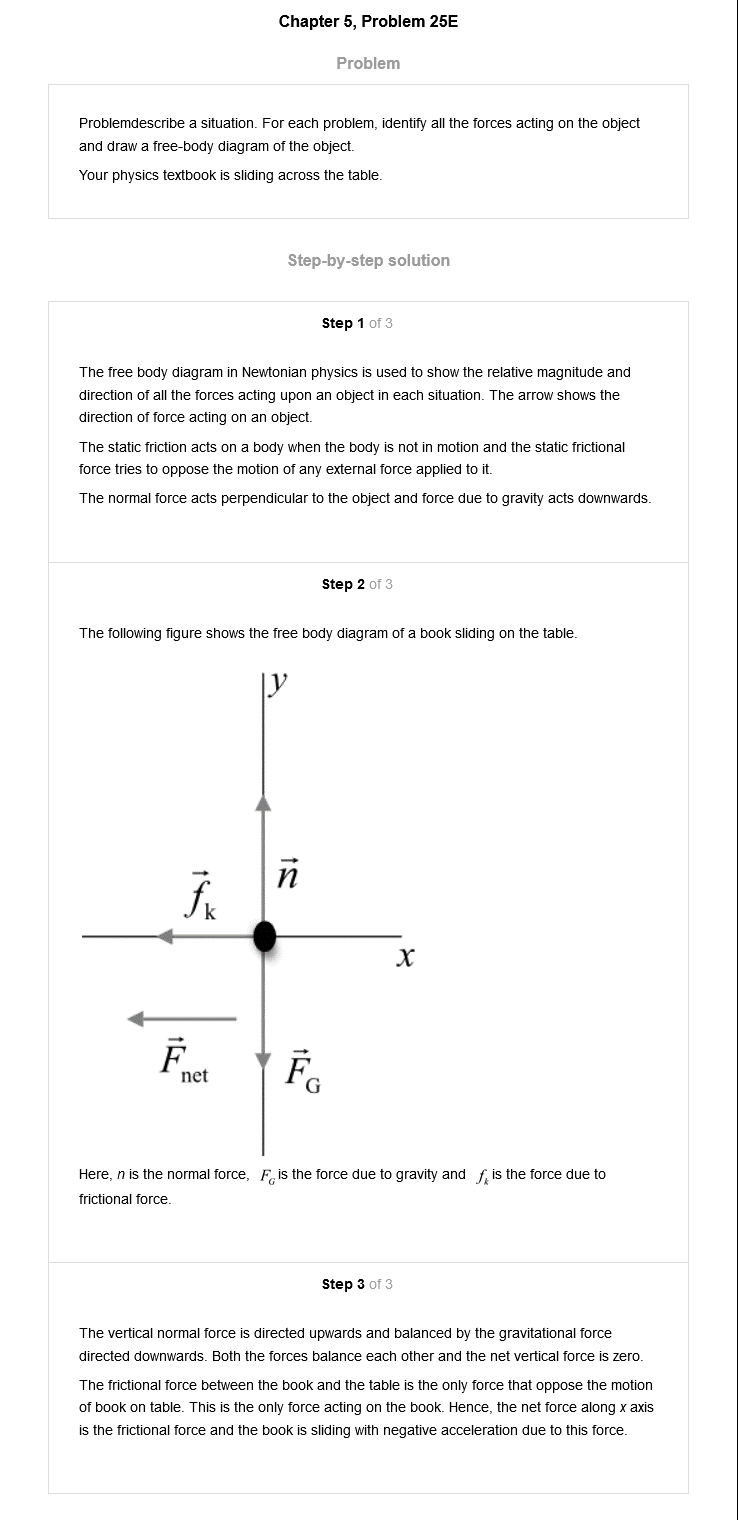 Chapter 5, Problem 25E
Problem
Problemdescribe a situation. For each problem, identify all the forces acting on the object
and draw a free-body diagram of the object.
Your physics textbook is sliding across the table.
Step-by-step solution
Step 1 of 3
The free body diagram in Newtonian physics is used to show the relative magnitude and
direction of all the forces acting upon an object in each situation. The arrow shows the
direction of force acting on an object.
The static friction acts on a body when the body is not in motion and the static frictional
force tries to oppose the motion of any external force applied to it.
The normal force acts perpendicular to the object and force due to gravity acts downwards.
Step 2 of 3
The following figure shows the free body diagram of a book sliding on the table.
y
n⃗
f⃗k
x
F⃗net
F⃗G
Here, n is the normal force, F_G is the force due to gravity and f_k is the force due to
frictional force.
Step 3 of 3
The vertical normal force is directed upwards and balanced by the gravitational force
directed downwards. Both the forces balance each other and the net vertical force is zero.
The frictional force between the book and the table is the only force that oppose the motion
of book on table. This is the only force acting on the book. Hence, the net force along x axis
is the frictional force and the book is sliding with negative acceleration due to this force.